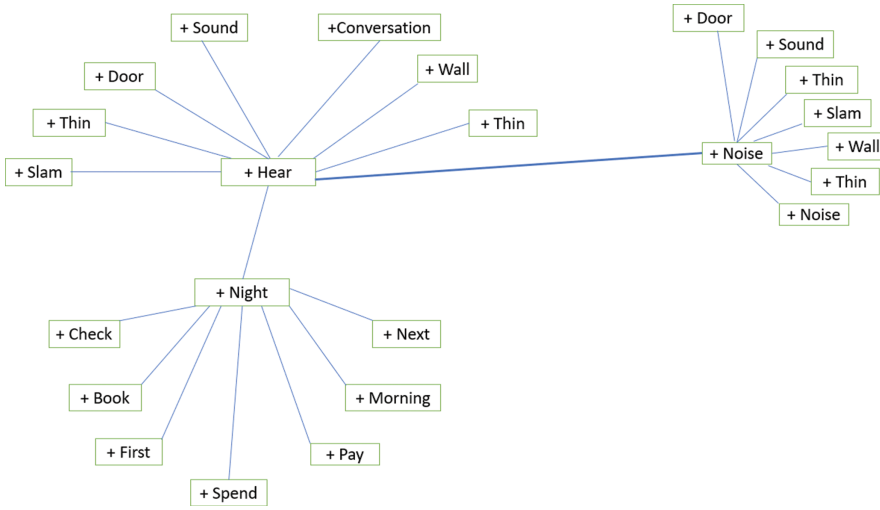 + Door
+ Sound
+Conversation
+ Sound
+ Wall
+ Door
+ Thin
+ Slam
+ Thin
+ Thin
+ Wall
+ Noise
+ Slam
+ Hear
+ Thin
+ Noise
+ Night
+ Check
+ Next
+ Book
+ Morning
+ First
+ Pay
+ Spend